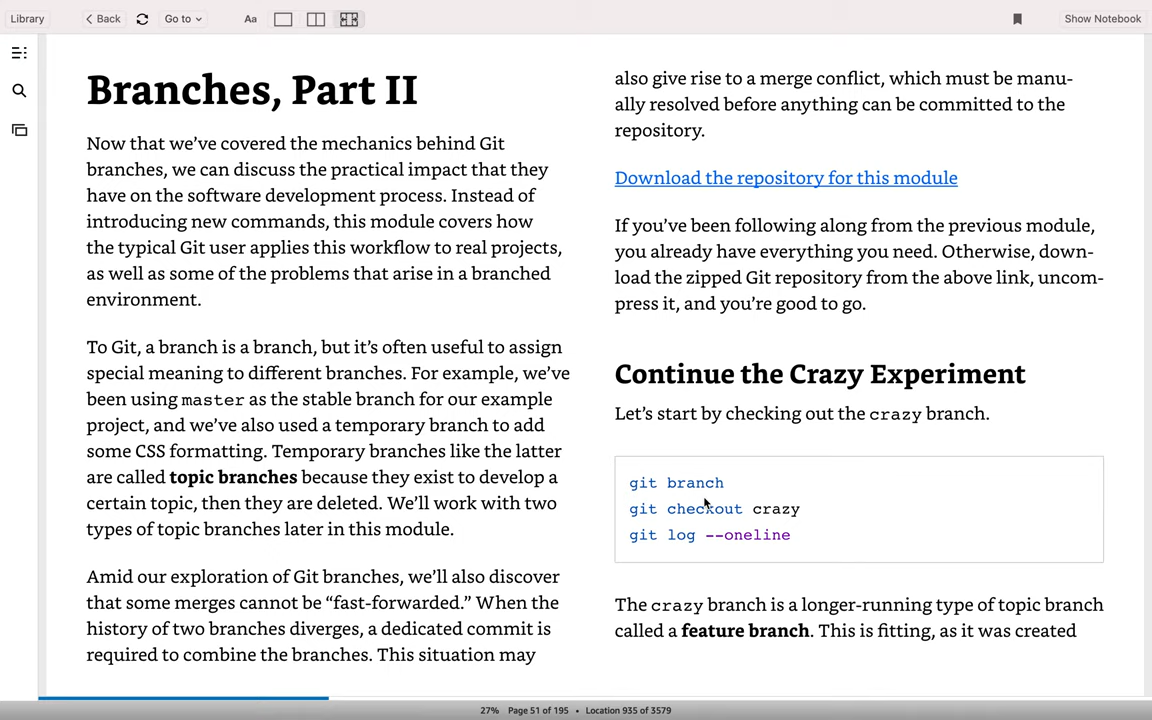 Library
Back
Go to
Aa
Show Notebook
Branches, Part II
Now that we’ve covered the mechanics behind Git
branches, we can discuss the practical impact that they
have on the software development process. Instead of
introducing new commands, this module covers how
the typical Git user applies this workflow to real projects,
as well as some of the problems that arise in a branched
environment.
To Git, a branch is a branch, but it’s often useful to assign
special meaning to different branches. For example, we’ve
been using master as the stable branch for our example
project, and we’ve also used a temporary branch to add
some CSS formatting. Temporary branches like the latter
are called topic branches because they exist to develop a
certain topic, then they are deleted. We’ll work with two
types of topic branches later in this module.
Amid our exploration of Git branches, we’ll also discover
that some merges cannot be “fast-forwarded.” When the
history of two branches diverges, a dedicated commit is
required to combine the branches. This situation may
also give rise to a merge conflict, which must be manu-
ally resolved before anything can be committed to the
repository.
Download the repository for this module
If you’ve been following along from the previous module,
you already have everything you need. Otherwise, down-
load the zipped Git repository from the above link, uncom-
press it, and you’re good to go.
Continue the Crazy Experiment
Let’s start by checking out the crazy branch.
git branch
git checkout crazy
git log --oneline
The crazy branch is a longer-running type of topic branch
called a feature branch. This is fitting, as it was created
27% Page 51 of 195 • Location 935 of 3579